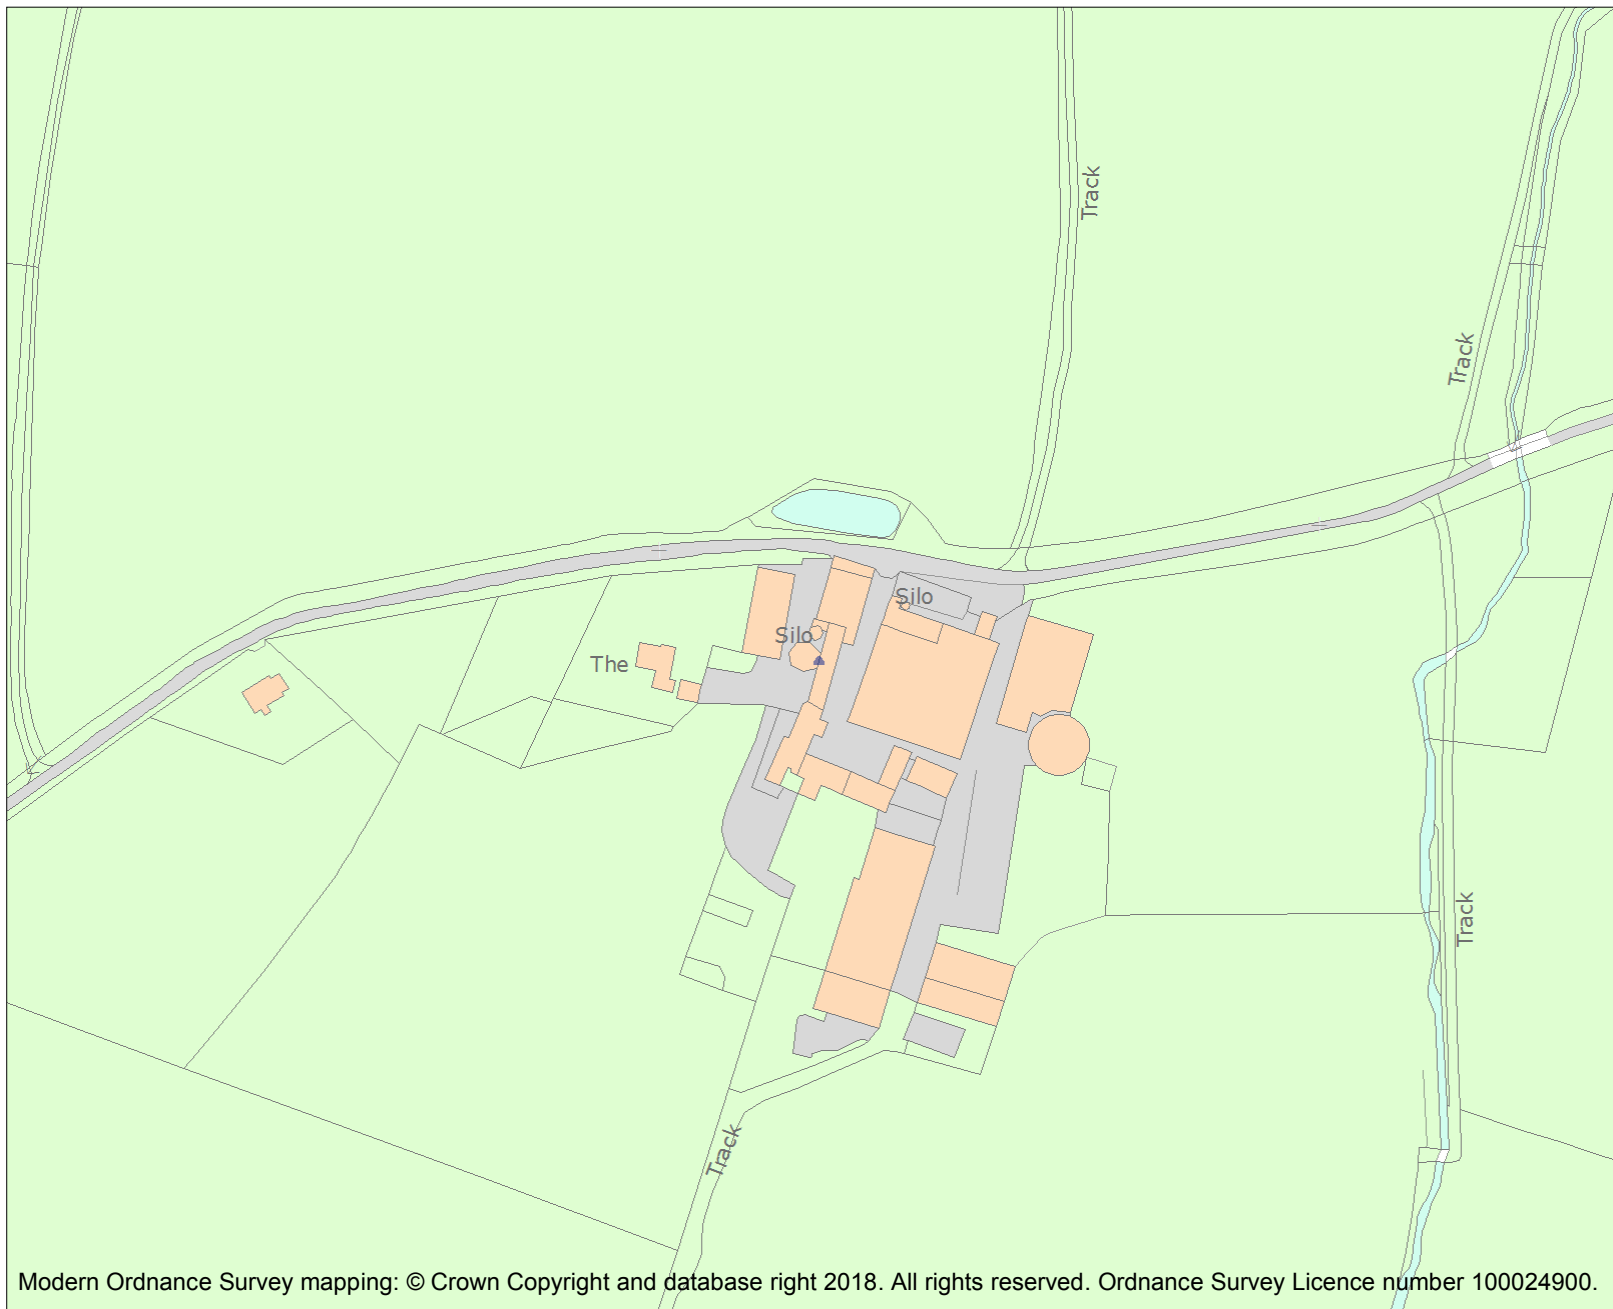 Track
Track
Silo
Silo
The
Track
Track
Modern Ordnance Survey mapping: © Crown Copyright and database right 2018. All rights reserved. Ordnance Survey Licence number 100024900.